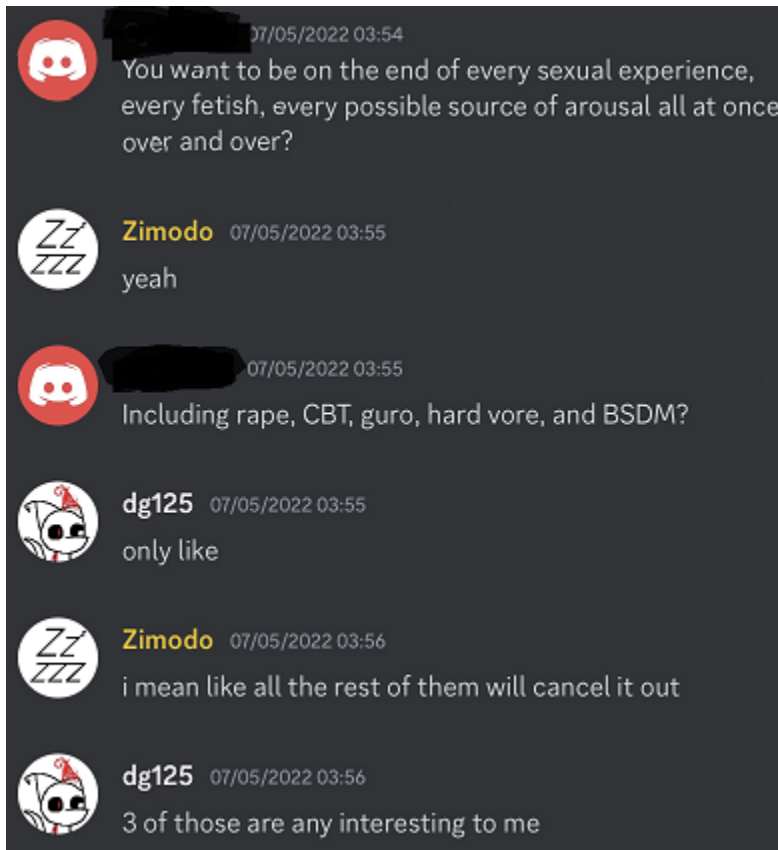 07/05/2022 03:54
You want to be on the end of every sexual experience,
every fetish, every possible source of arousal all at once
over and over?
Zz
zzz
Zimodo 07/05/2022 03:55
yeah
07/05/2022 03:55
Including rape, CBT, guro, hard vore, and BSDM?
dg125 07/05/2022 03:55
only like
Zz
zzz
Zimodo 07/05/2022 03:56
i mean like all the rest of them will cancel it out
dg125 07/05/2022 03:56
3 of those are any interesting to me